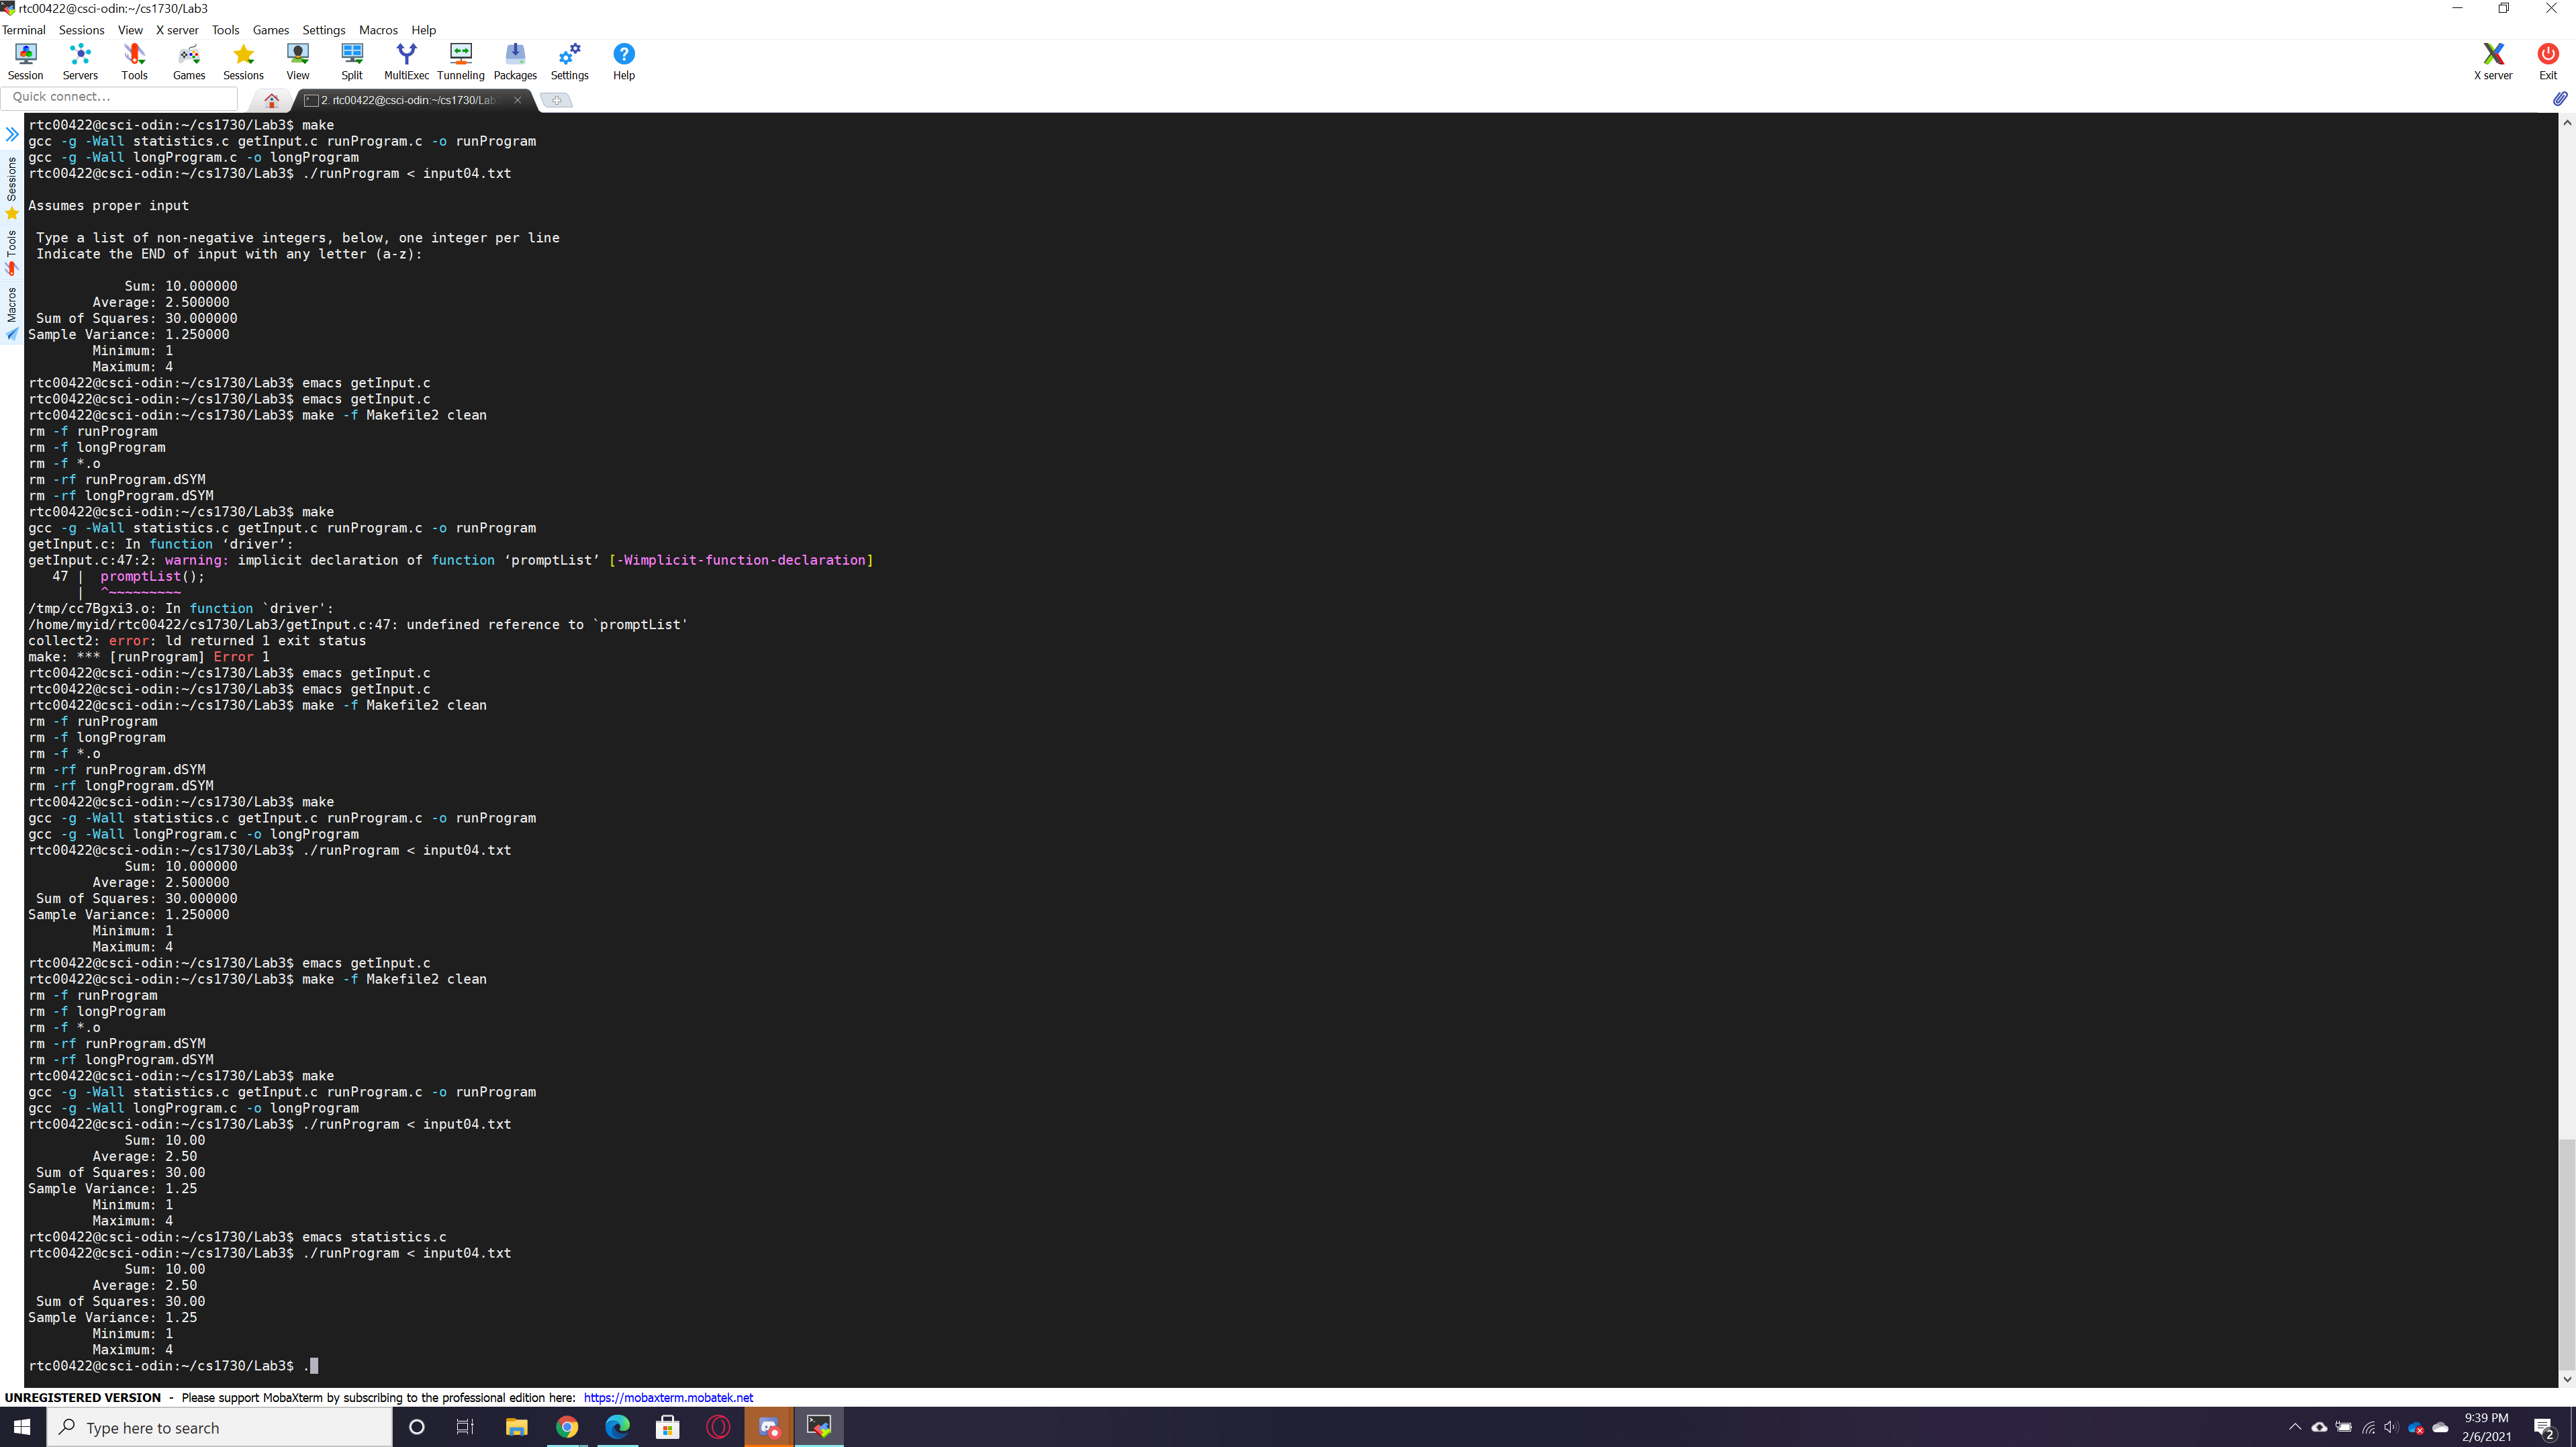 rtc00422@csci-odin:~/cs1730/Lab3
Terminal Sessions View X server Tools Games Settings Macros Help
Session Servers Tools Games Sessions View Split MultiExec Tunneling Packages Settings Help X server Exit
Quick connect...
2. rtc00422@csci-odin:~/cs1730/Lab
Sessions
Tools
Macros
rtc00422@csci-odin:~/cs1730/Lab3$ make
gcc -g -Wall statistics.c getInput.c runProgram.c -o runProgram
gcc -g -Wall longProgram.c -o longProgram
rtc00422@csci-odin:~/cs1730/Lab3$ ./runProgram < input04.txt
Assumes proper input
Type a list of non-negative integers, below, one integer per line
Indicate the END of input with any letter (a-z):
Sum: 10.000000
Average: 2.500000
Sum of Squares: 30.000000
Sample Variance: 1.250000
Minimum: 1
Maximum: 4
rtc00422@csci-odin:~/cs1730/Lab3$ emacs getInput.c
rtc00422@csci-odin:~/cs1730/Lab3$ emacs getInput.c
rtc00422@csci-odin:~/cs1730/Lab3$ make -f Makefile2 clean
rm -f runProgram
rm -f longProgram
rm -f *.o
rm -rf runProgram.dSYM
rm -rf longProgram.dSYM
rtc00422@csci-odin:~/cs1730/Lab3$ make
gcc -g -Wall statistics.c getInput.c runProgram.c -o runProgram
getInput.c: In function ‘driver’:
getInput.c:47:2: warning: implicit declaration of function ‘promptList’ [-Wimplicit-function-declaration]
47 | promptList();
| ^~~~~~~~~~
/tmp/cc7Bgxi3.o: In function `driver':
/home/myid/rtc00422/cs1730/Lab3/getInput.c:47: undefined reference to `promptList'
collect2: error: ld returned 1 exit status
make: *** [runProgram] Error 1
rtc00422@csci-odin:~/cs1730/Lab3$ emacs getInput.c
rtc00422@csci-odin:~/cs1730/Lab3$ emacs getInput.c
rtc00422@csci-odin:~/cs1730/Lab3$ make -f Makefile2 clean
rm -f runProgram
rm -f longProgram
rm -f *.o
rm -rf runProgram.dSYM
rm -rf longProgram.dSYM
rtc00422@csci-odin:~/cs1730/Lab3$ make
gcc -g -Wall statistics.c getInput.c runProgram.c -o runProgram
gcc -g -Wall longProgram.c -o longProgram
rtc00422@csci-odin:~/cs1730/Lab3$ ./runProgram < input04.txt
Sum: 10.000000
Average: 2.500000
Sum of Squares: 30.000000
Sample Variance: 1.250000
Minimum: 1
Maximum: 4
rtc00422@csci-odin:~/cs1730/Lab3$ emacs getInput.c
rtc00422@csci-odin:~/cs1730/Lab3$ make -f Makefile2 clean
rm -f runProgram
rm -f longProgram
rm -f *.o
rm -rf runProgram.dSYM
rm -rf longProgram.dSYM
rtc00422@csci-odin:~/cs1730/Lab3$ make
gcc -g -Wall statistics.c getInput.c runProgram.c -o runProgram
gcc -g -Wall longProgram.c -o longProgram
rtc00422@csci-odin:~/cs1730/Lab3$ ./runProgram < input04.txt
Sum: 10.00
Average: 2.50
Sum of Squares: 30.00
Sample Variance: 1.25
Minimum: 1
Maximum: 4
rtc00422@csci-odin:~/cs1730/Lab3$ emacs statistics.c
rtc00422@csci-odin:~/cs1730/Lab3$ ./runProgram < input04.txt
Sum: 10.00
Average: 2.50
Sum of Squares: 30.00
Sample Variance: 1.25
Minimum: 1
Maximum: 4
rtc00422@csci-odin:~/cs1730/Lab3$ .
UNREGISTERED VERSION - Please support MobaXterm by subscribing to the professional edition here: https://mobaxterm.mobatek.net
Type here to search
9:39 PM
2/6/2021
2